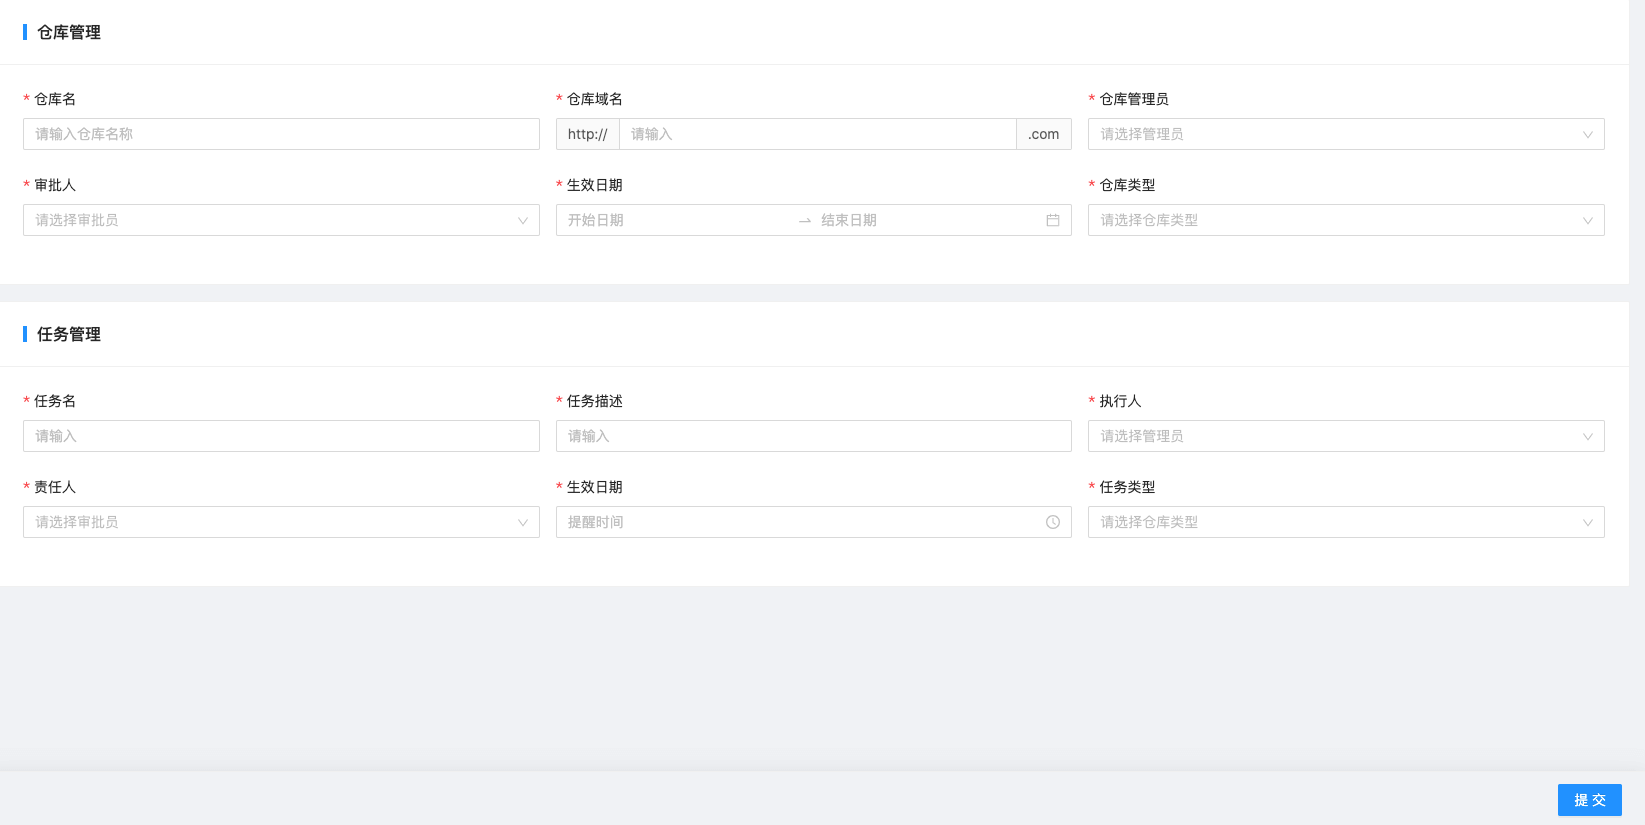 仓库管理
* 仓库名 * 仓库域名 * 仓库管理员
请输入仓库名称 http:// 请输入 .com 请选择管理员
* 审批人 * 生效日期 * 仓库类型
请选择审批员 开始日期 结束日期 请选择仓库类型
任务管理
* 任务名 * 任务描述 * 执行人
请输入 请输入 请选择管理员
* 责任人 * 生效日期 * 任务类型
请选择审批员 提醒时间 请选择仓库类型
提 交